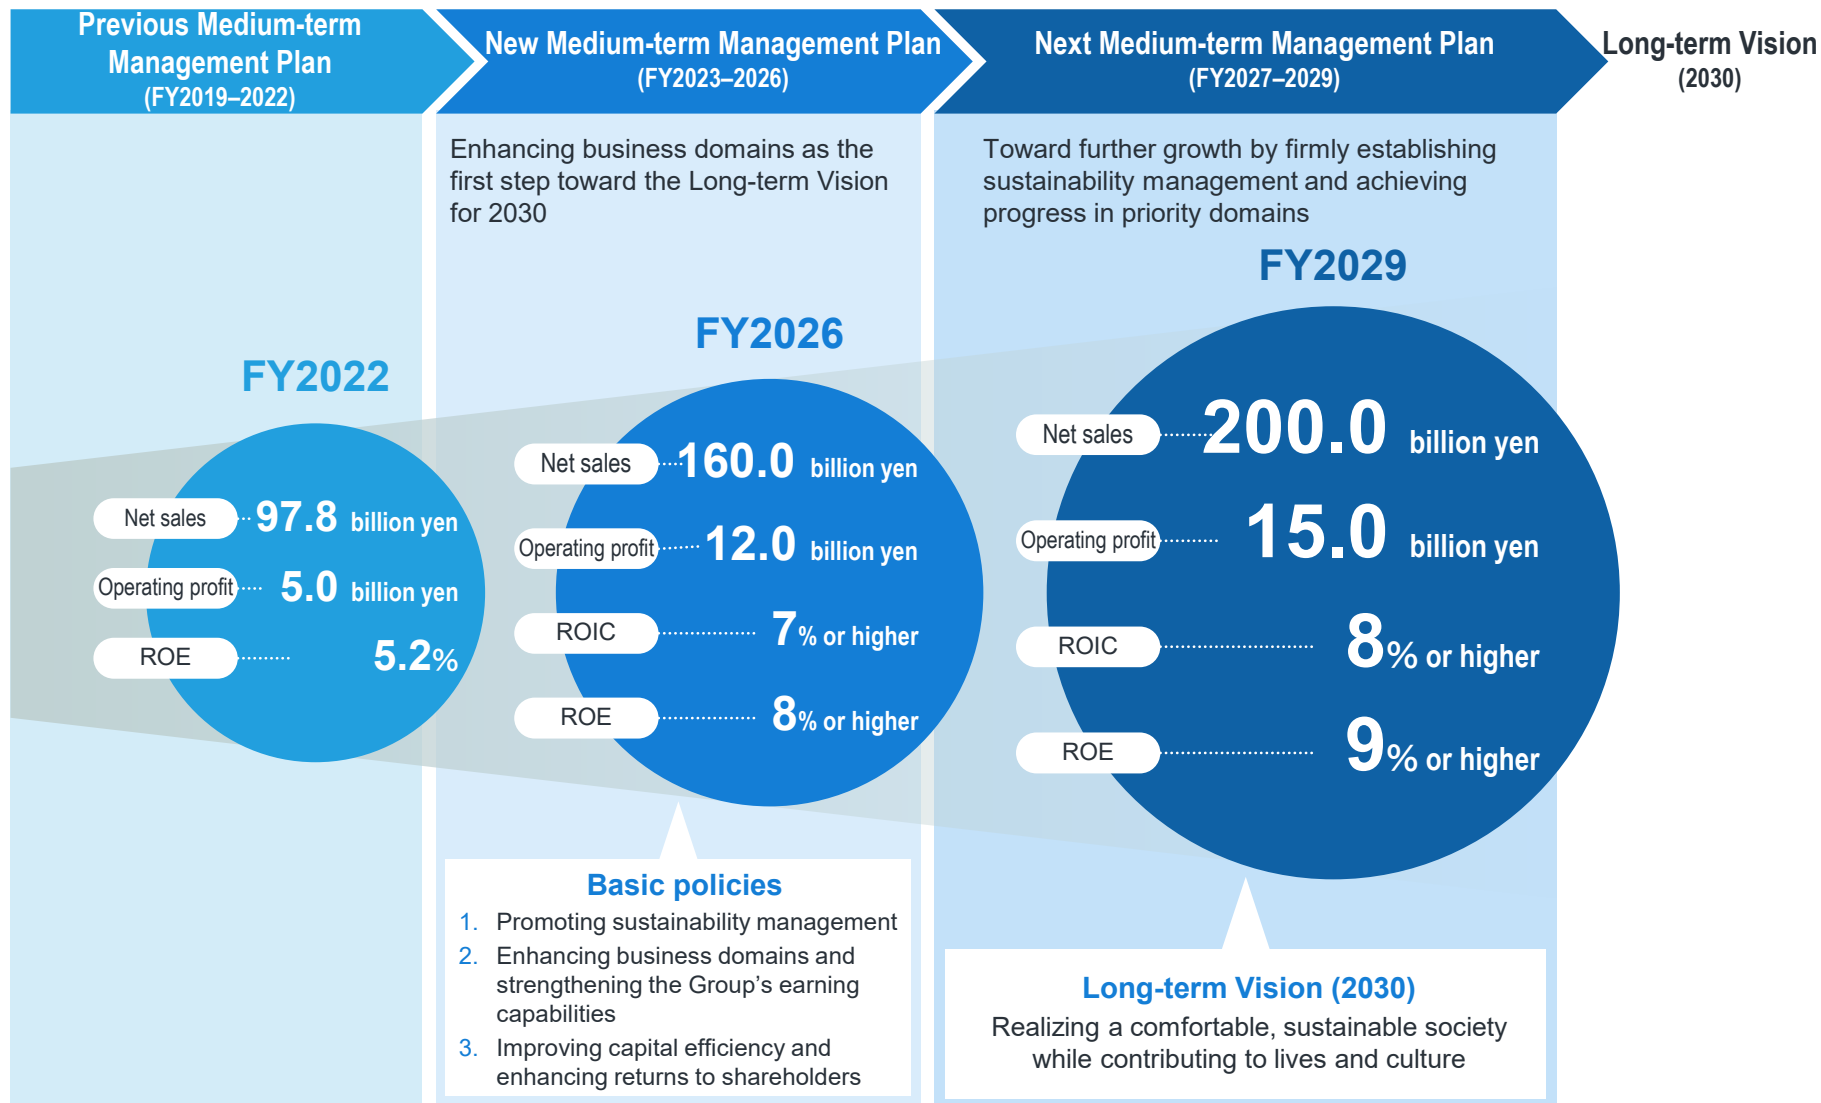 Previous Medium-term
Management Plan
(FY2019–2022)
New Medium-term Management Plan
(FY2023–2026)
Next Medium-term Management Plan
(FY2027–2029)
Long-term Vision
(2030)
Enhancing business domains as the
first step toward the Long-term Vision
for 2030
Toward further growth by firmly establishing
sustainability management and achieving
progress in priority domains
FY2022
Net sales 97.8 billion yen
Operating profit 5.0 billion yen
ROE 5.2%
FY2026
Net sales 160.0 billion yen
Operating profit 12.0 billion yen
ROIC 7% or higher
ROE 8% or higher
FY2029
Net sales 200.0 billion yen
Operating profit 15.0 billion yen
ROIC 8% or higher
ROE 9% or higher
Basic policies
1. Promoting sustainability management
2. Enhancing business domains and
strengthening the Group’s earning
capabilities
3. Improving capital efficiency and
enhancing returns to shareholders
Long-term Vision (2030)
Realizing a comfortable, sustainable society
while contributing to lives and culture